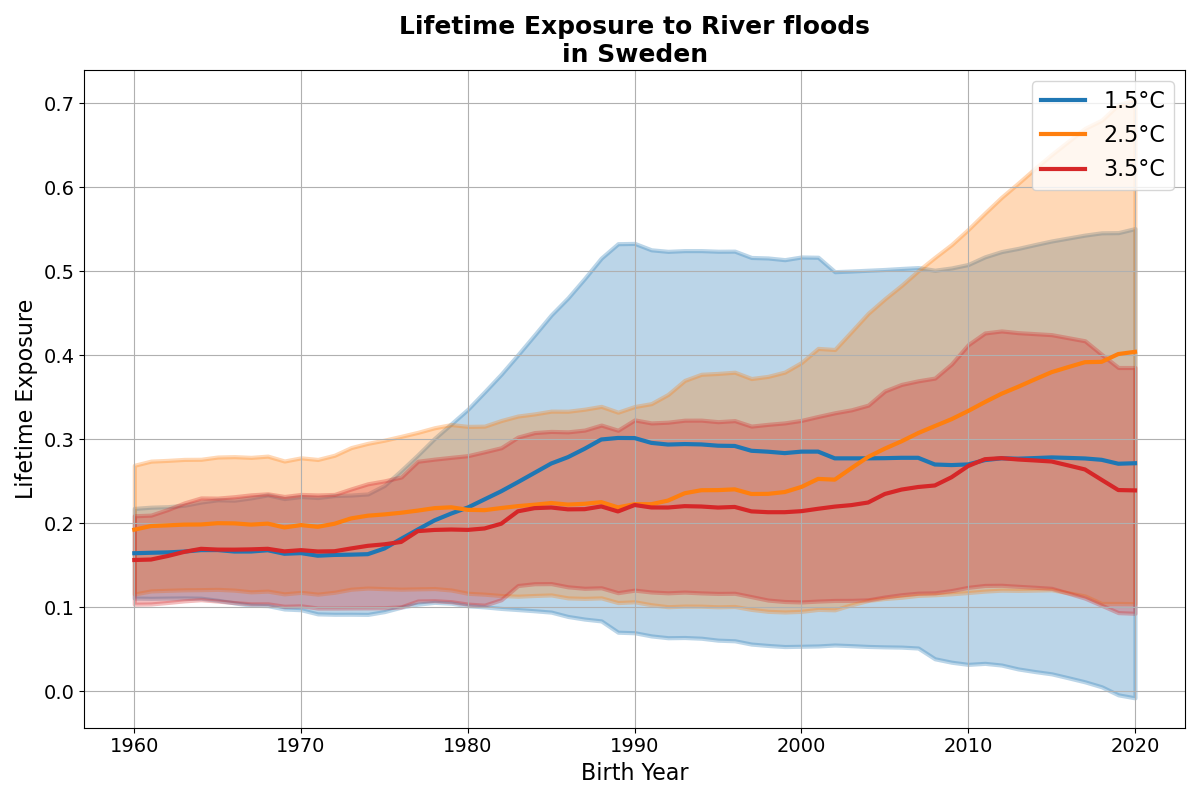 Lifetime Exposure to River floods
in Sweden
1.5°C
2.5°C
3.5°C
Lifetime Exposure
0.7
0.6
0.5
0.4
0.3
0.2
0.1
0.0
1960 1970 1980 1990 2000 2010 2020
Birth Year